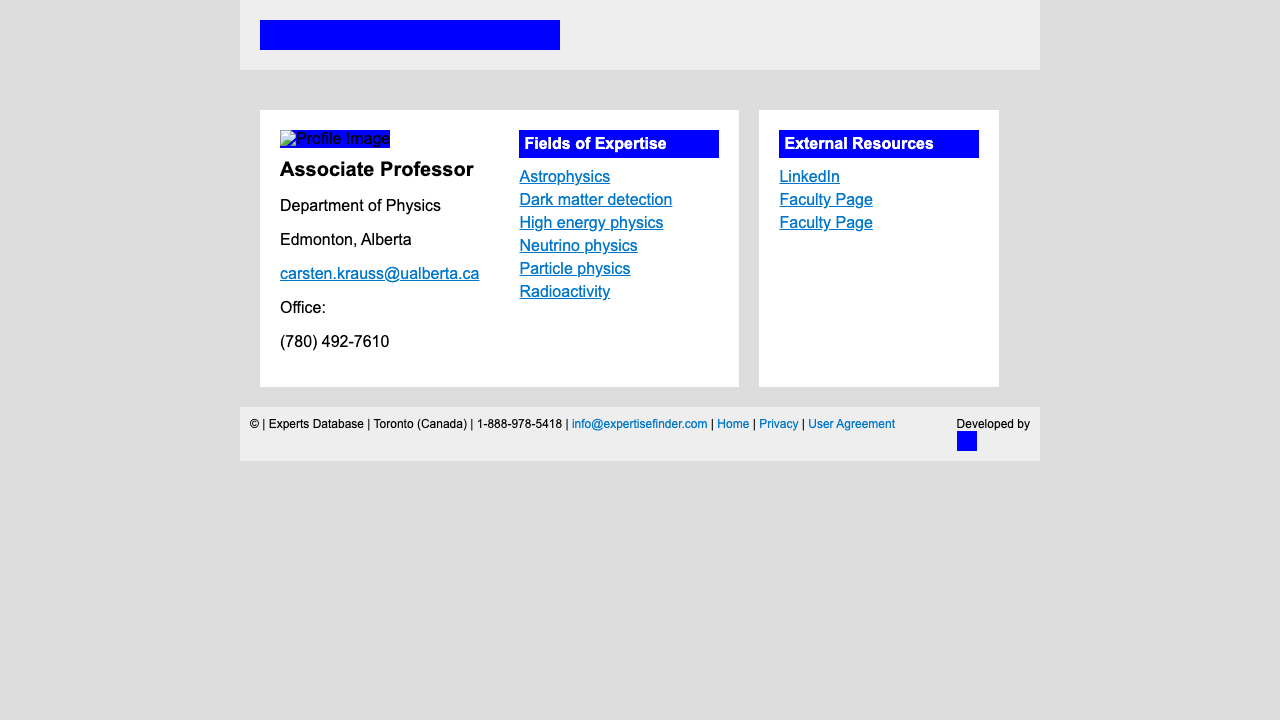 Profile Image
Associate Professor
Department of Physics
Edmonton, Alberta
carsten.krauss@ualberta.ca
Office:
(780) 492-7610
Fields of Expertise
Astrophysics
Dark matter detection
High energy physics
Neutrino physics
Particle physics
Radioactivity
External Resources
LinkedIn
Faculty Page
Faculty Page
© | Experts Database | Toronto (Canada) | 1-888-978-5418 | info@expertisefinder.com | Home | Privacy | User Agreement
Developed by